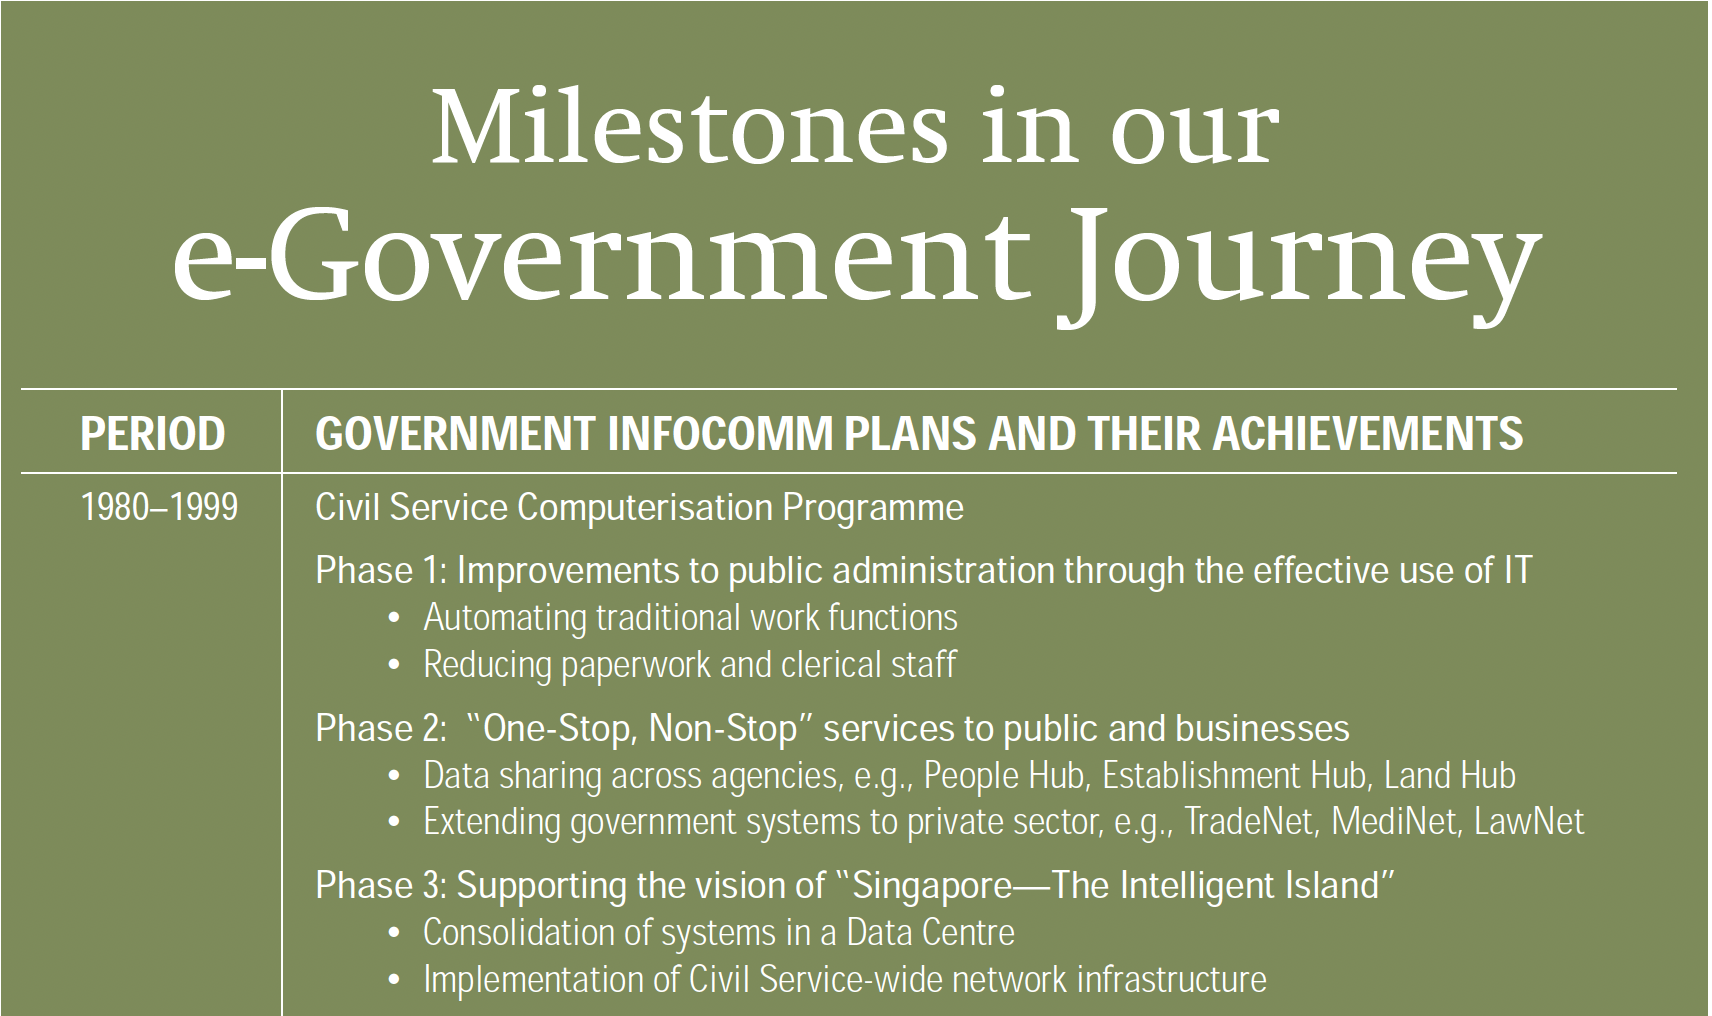 Milestones in our
e-Government Journey
PERIOD
GOVERNMENT INFOCOMM PLANS AND THEIR ACHIEVEMENTS
1980–1999
Civil Service Computerisation Programme
Phase 1: Improvements to public administration through the effective use of IT
• Automating traditional work functions
• Reducing paperwork and clerical staff
Phase 2: “One-Stop, Non-Stop” services to public and businesses
• Data sharing across agencies, e.g., People Hub, Establishment Hub, Land Hub
• Extending government systems to private sector, e.g., TradeNet, MediNet, LawNet
Phase 3: Supporting the vision of “Singapore—The Intelligent Island”
• Consolidation of systems in a Data Centre
• Implementation of Civil Service-wide network infrastructure